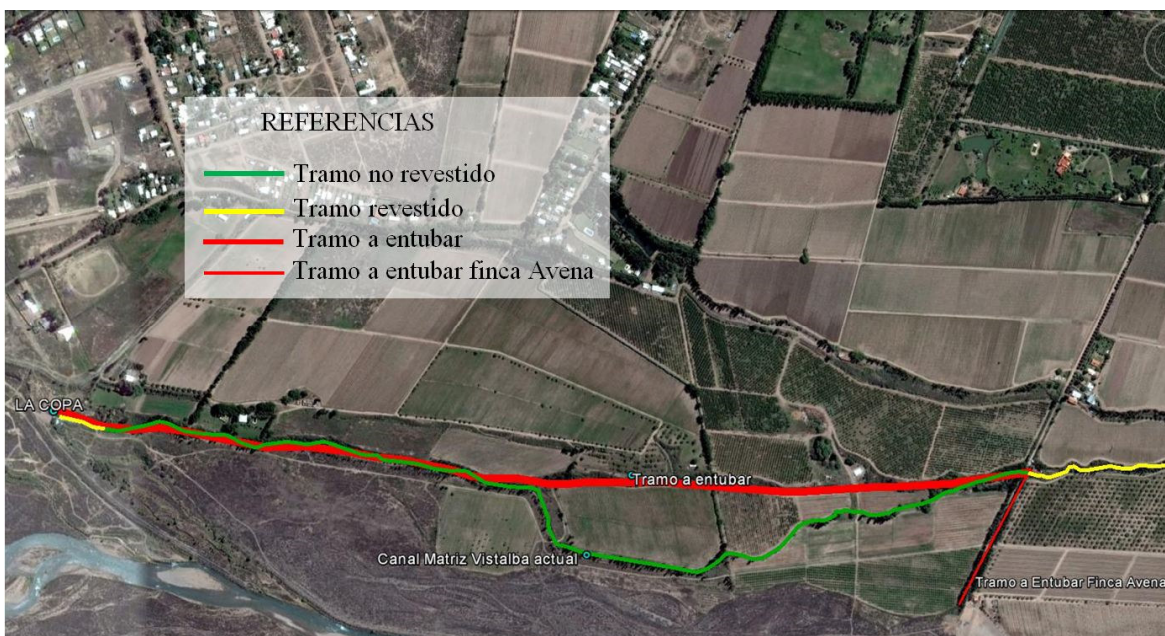 REFERENCIAS
Tramo no revestido
Tramo revestido
Tramo a entubar
Tramo a entubar finca Avena
LA COPA
Tramo a entubar
Canal Matriz Vistalba actual
Tramo a Entubar Finca Avena